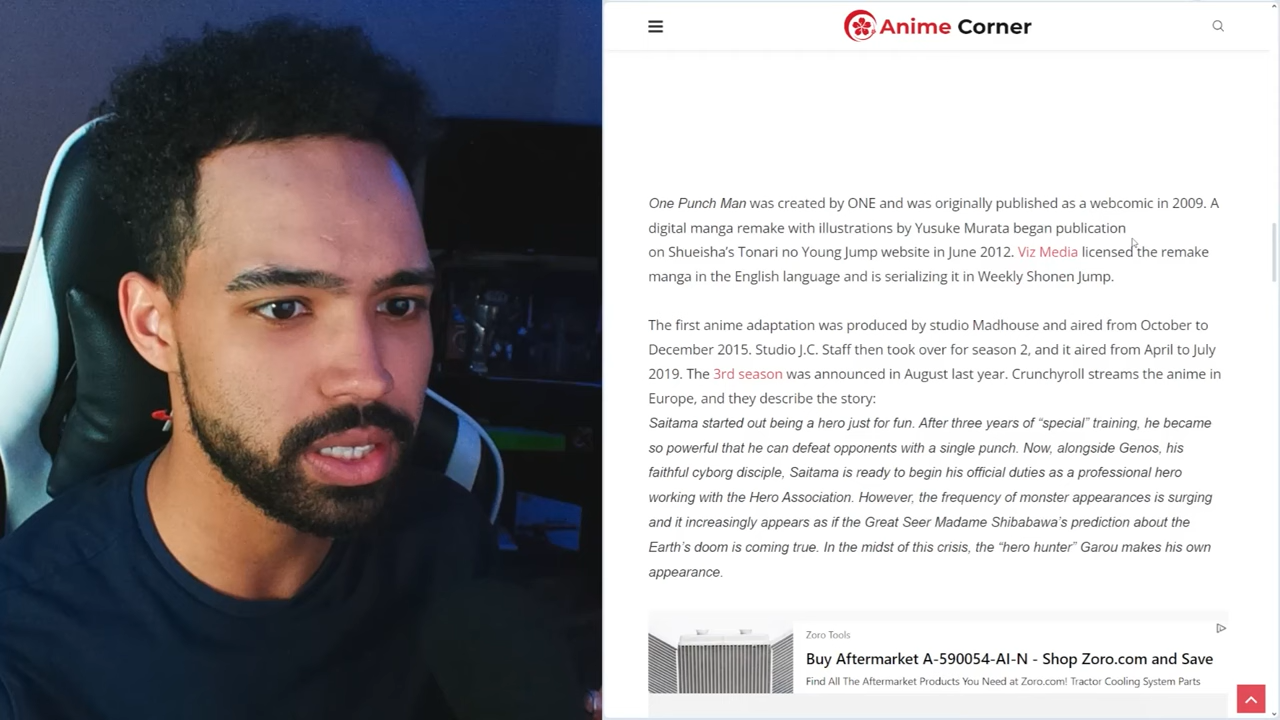 Anime Corner
One Punch Man was created by ONE and was originally published as a webcomic in 2009. A
digital manga remake with illustrations by Yusuke Murata began publication
on Shueisha’s Tonari no Young Jump website in June 2012. Viz Media licensed the remake
manga in the English language and is serializing it in Weekly Shonen Jump.
The first anime adaptation was produced by studio Madhouse and aired from October to
December 2015. Studio J.C. Staff then took over for season 2, and it aired from April to July
2019. The 3rd season was announced in August last year. Crunchyroll streams the anime in
Europe, and they describe the story:
Saitama started out being a hero just for fun. After three years of “special” training, he became
so powerful that he can defeat opponents with a single punch. Now, alongside Genos, his
faithful cyborg disciple, Saitama is ready to begin his official duties as a professional hero
working with the Hero Association. However, the frequency of monster appearances is surging
and it increasingly appears as if the Great Seer Madame Shibabawa’s prediction about the
Earth’s doom is coming true. In the midst of this crisis, the “hero hunter” Garou makes his own
appearance.
Zoro Tools
Buy Aftermarket A-590054-AI-N - Shop Zoro.com and Save
Find All The Aftermarket Products You Need at Zoro.com! Tractor Cooling System Parts